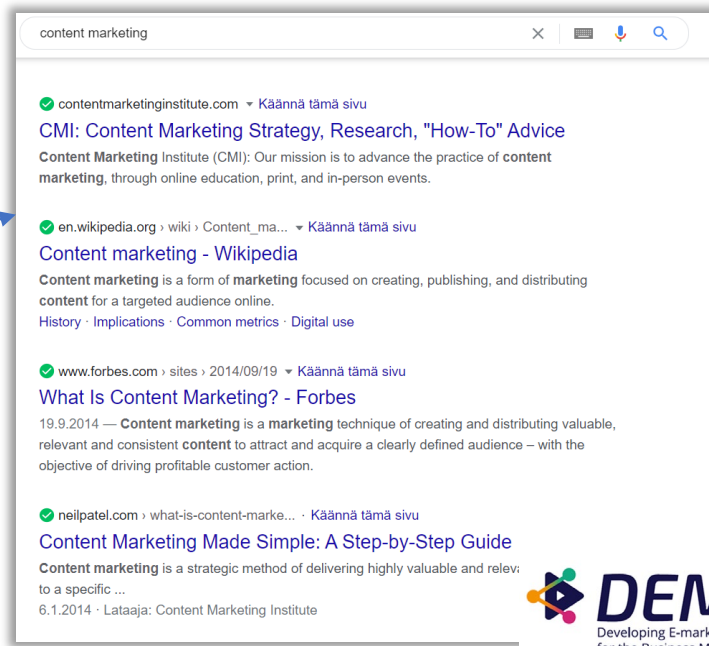 content marketing
contentmarketinginstitute.com Käännä tämä sivu
CMI: Content Marketing Strategy, Research, "How-To" Advice
Content Marketing Institute (CMI): Our mission is to advance the practice of content
marketing, through online education, print, and in-person events.
en.wikipedia.org › wiki › Content_ma... Käännä tämä sivu
Content marketing - Wikipedia
Content marketing is a form of marketing focused on creating, publishing, and distributing
content for a targeted audience online.
History · Implications · Common metrics · Digital use
www.forbes.com › sites › 2014/09/19 Käännä tämä sivu
What Is Content Marketing? - Forbes
19.9.2014 — Content marketing is a marketing technique of creating and distributing valuable,
relevant and consistent content to attract and acquire a clearly defined audience – with the
objective of driving profitable customer action.
neilpatel.com › what-is-content-marke... · Käännä tämä sivu
Content Marketing Made Simple: A Step-by-Step Guide
Content marketing is a strategic method of delivering highly valuable and
to a specific ...
6.1.2014 · Lataaja: Content Marketing Institute
Developing
for the Business